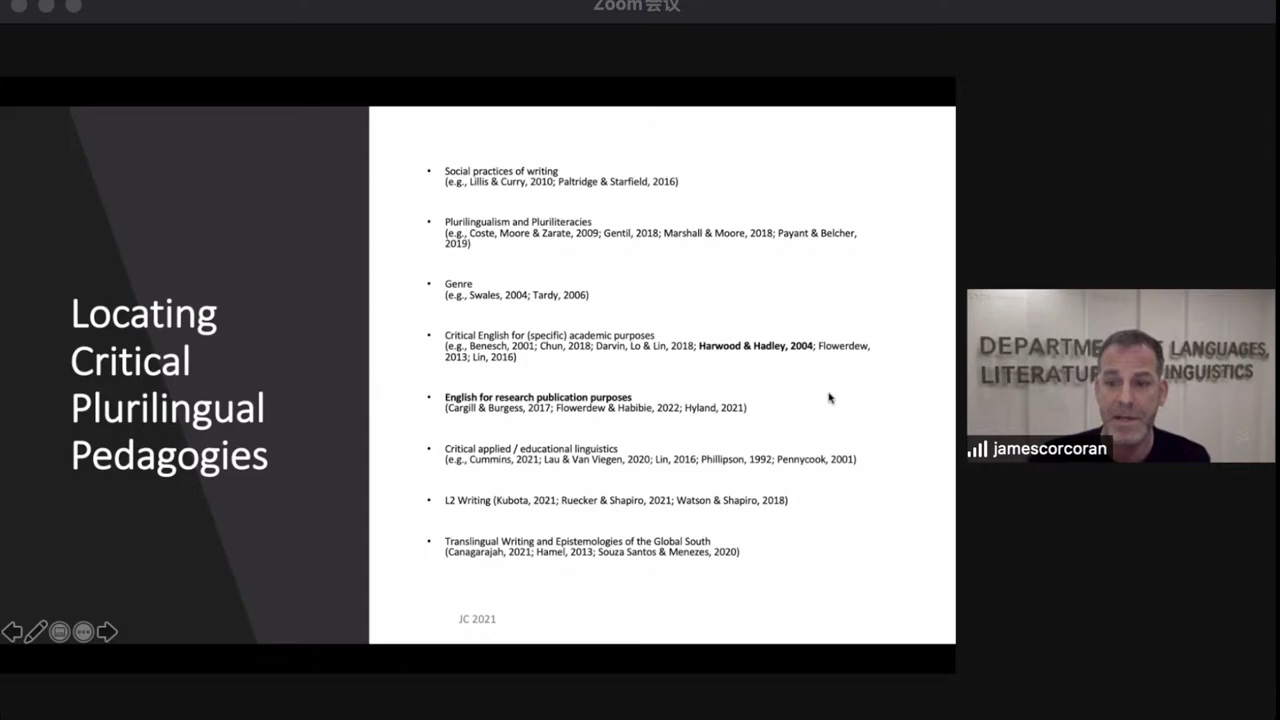 Zoom会议
Locating
Critical
Plurilingual
Pedagogies
• Social practices of writing
(e.g., Lillis & Curry, 2010; Paltridge & Starfield, 2016)
• Plurilingualism and Pluriliteracies
(e.g., Coste, Moore & Zarate, 2009; Gentil, 2018; Marshall & Moore, 2018; Payant & Belcher,
2019)
• Genre
(e.g., Swales, 2004; Tardy, 2006)
• Critical English for (specific) academic purposes
(e.g., Benesch, 2001; Chun, 2018; Darvin, Lo & Lin, 2018; Harwood & Hadley, 2004; Flowerdew,
2013; Lin, 2016)
• English for research publication purposes
(Cargill & Burgess, 2017; Flowerdew & Habibie, 2022; Hyland, 2021)
• Critical applied / educational linguistics
(e.g., Cummins, 2021; Lau & Van Viegen, 2020; Lin, 2016; Phillipson, 1992; Pennycook, 2001)
• L2 Writing (Kubota, 2021; Ruecker & Shapiro, 2021; Watson & Shapiro, 2018)
• Translingual Writing and Epistemologies of the Global South
(Canagarajah, 2021; Hamel, 2013; Souza Santos & Menezes, 2020)
JC 2021
DEPARTME LANGUAGES,
LITERATU INGUISTICS
jamescorcoran